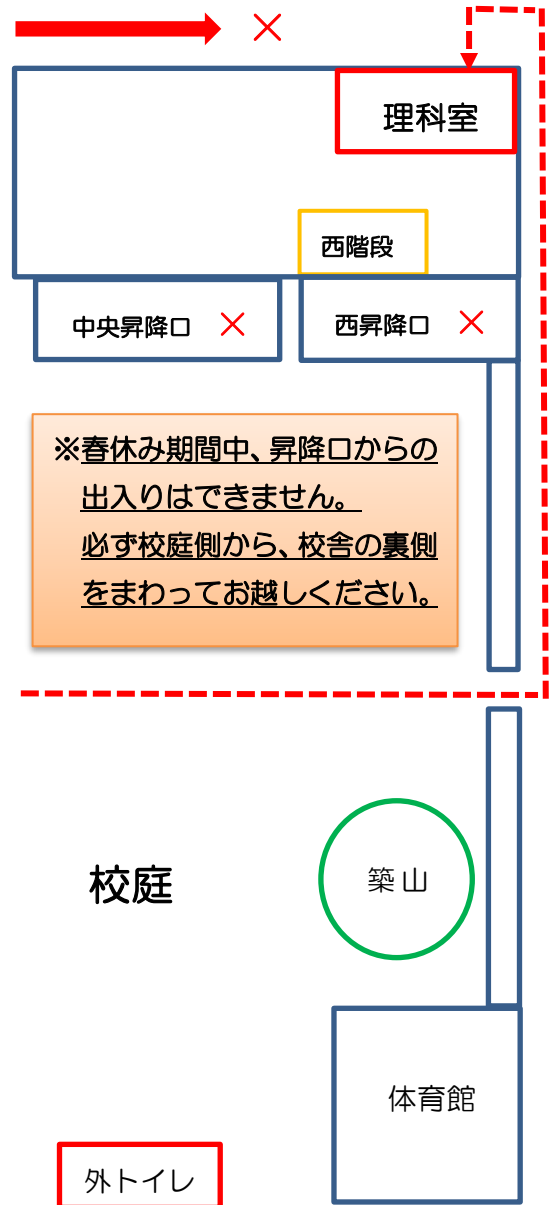 ×
理科室
西階段
中央昇降口 ×
西昇降口 ×
※春休み期間中、昇降口からの
出入りはできません。
必ず校庭側から、校舎の裏側
をまわってお越しください。
校庭
築山
体育館
外トイレ